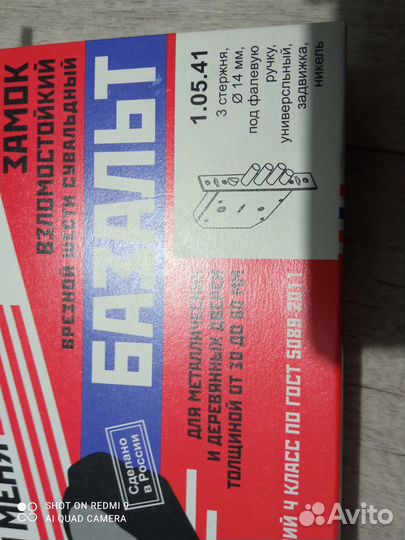 ЗАМОК
ВЗЛОМОСТОЙКИЙ
ВРЕЗНОЙ ШЕСТИ СУВАЛЬДНЫЙ
БАЗАЛЬТ
1.05.41
3 стержня,
Ø 14 мм,
под фалевую
ручку,
универсльный,
задвижка,
никель
ДЛЯ МЕТАЛЛИЧЕСКИХ
И ДЕРЕВЯННЫХ ДВЕРЕЙ
ТОЛЩИНОЙ ОТ 30 ДО 80 ММ
4 КЛАСС ПО ГОСТ 5089-2011
Сделано
в России
МЕНЯ
SHOT ON REDMI 9
AI QUAD CAMERA
Avito